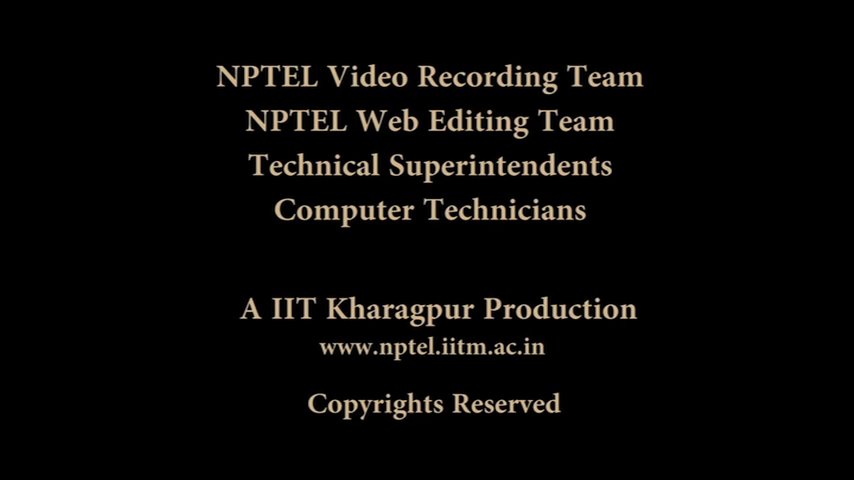 NPTEL Video Recording Team
NPTEL Web Editing Team
Technical Superintendents
Computer Technicians
A IIT Kharagpur Production
www.nptel.iitm.ac.in
Copyrights Reserved